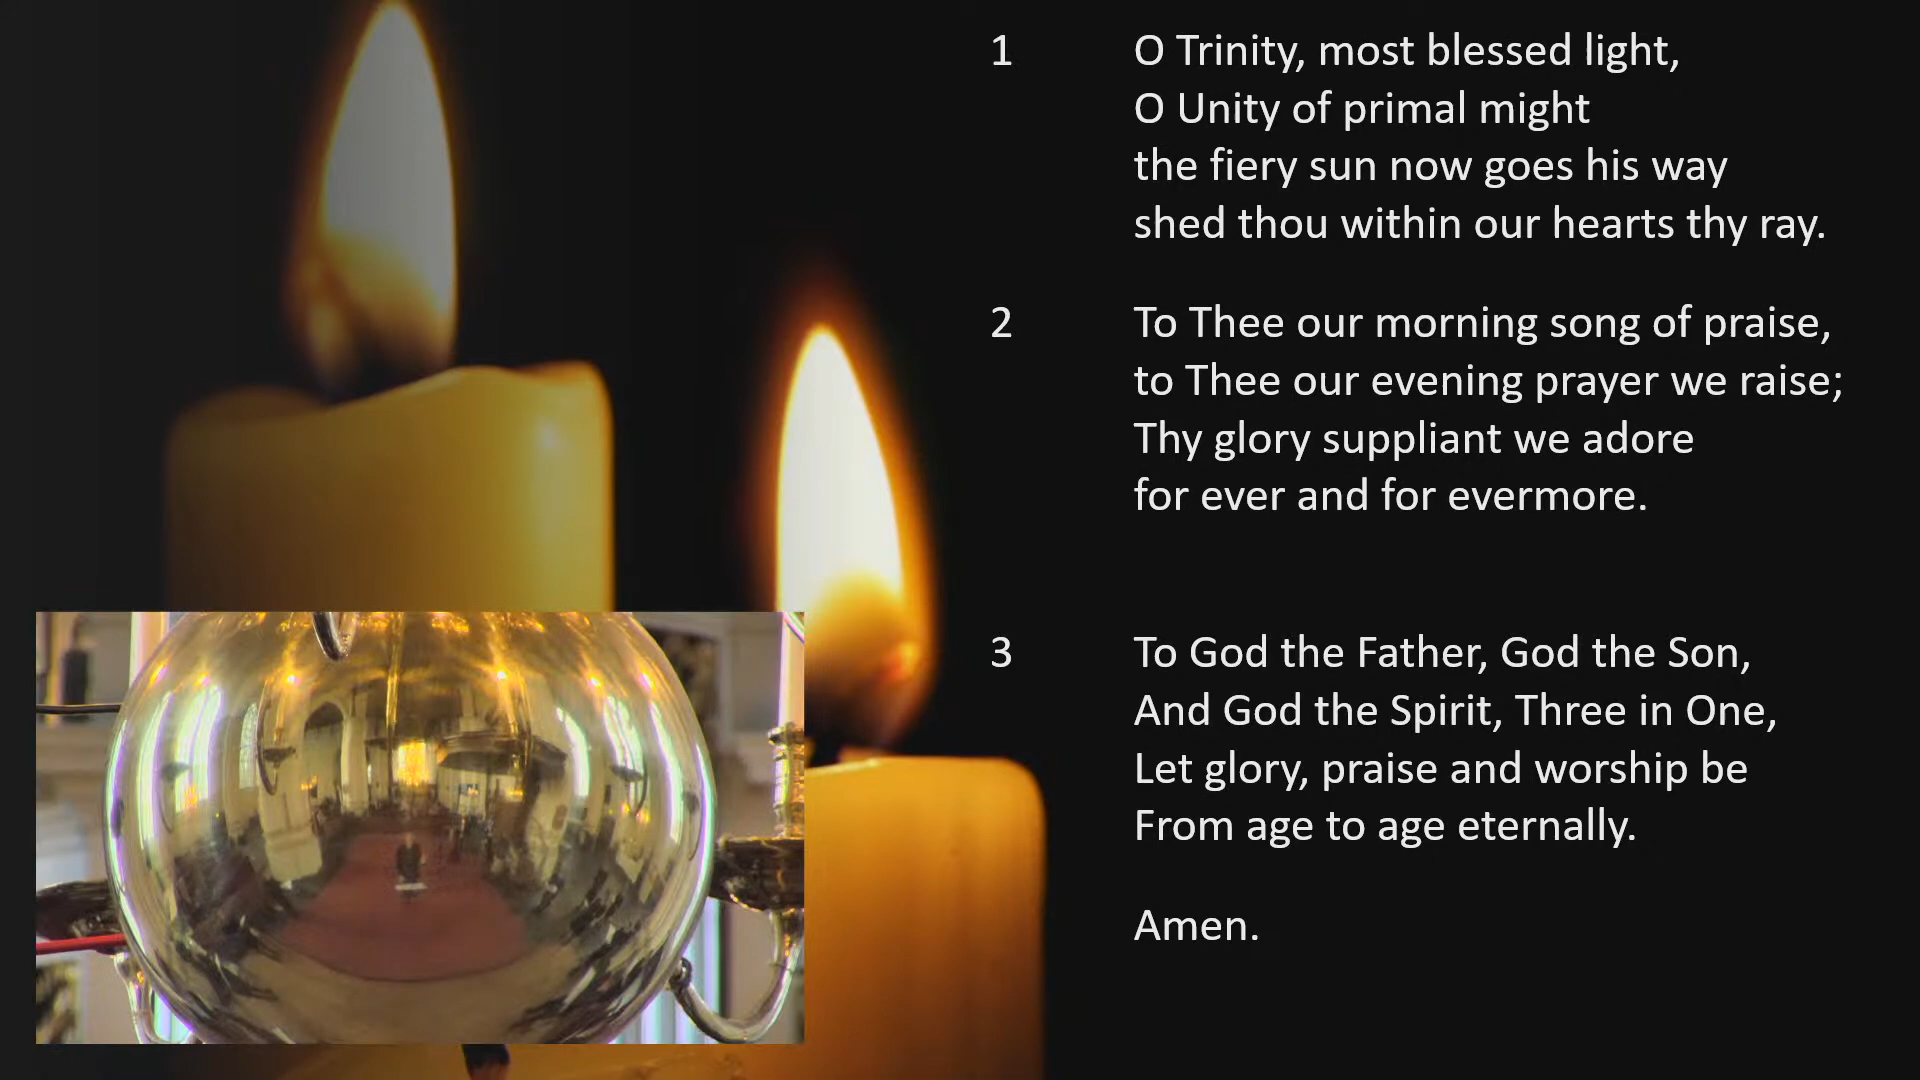 1 O Trinity, most blessed light,
O Unity of primal might
the fiery sun now goes his way
shed thou within our hearts thy ray.
2 To Thee our morning song of praise,
to Thee our evening prayer we raise;
Thy glory suppliant we adore
for ever and for evermore.
3 To God the Father, God the Son,
And God the Spirit, Three in One,
Let glory, praise and worship be
From age to age eternally.
Amen.